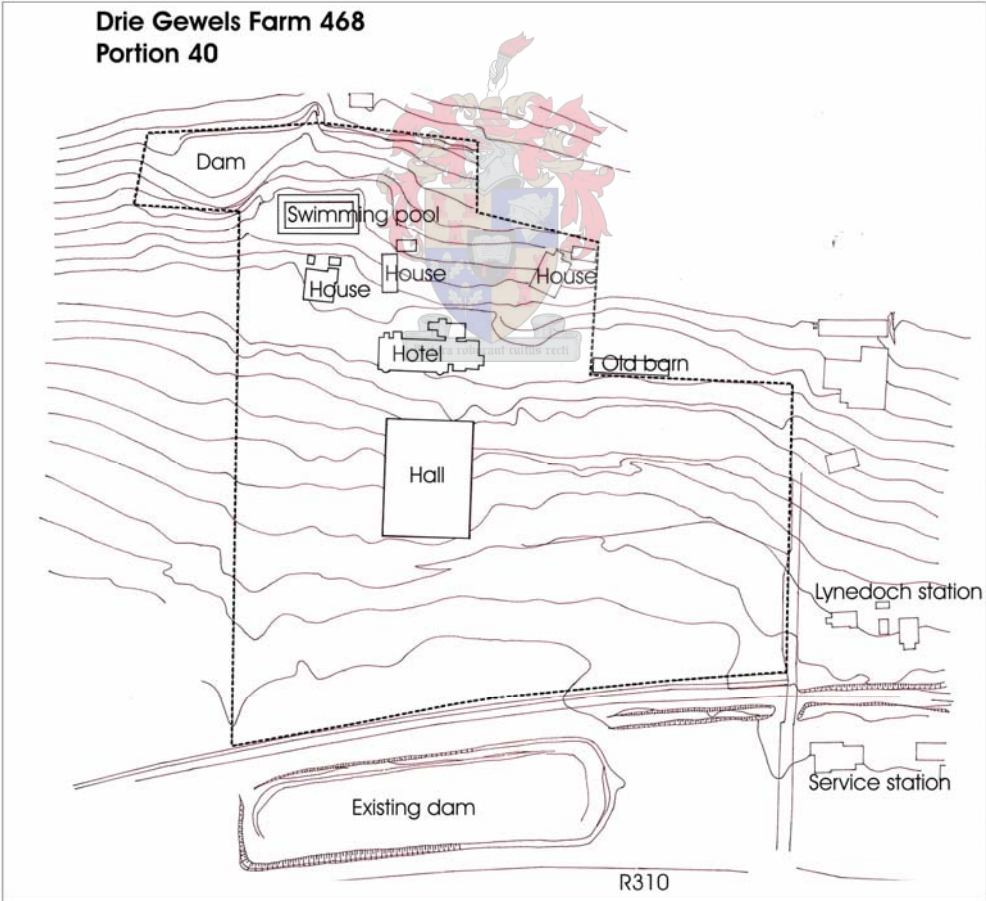 Drie Gewels Farm 468
Portion 40
Dam
Swimming pool
House
House
House
Hotel
Old barn
Hall
Lynedoch station
Service station
Existing dam
R310